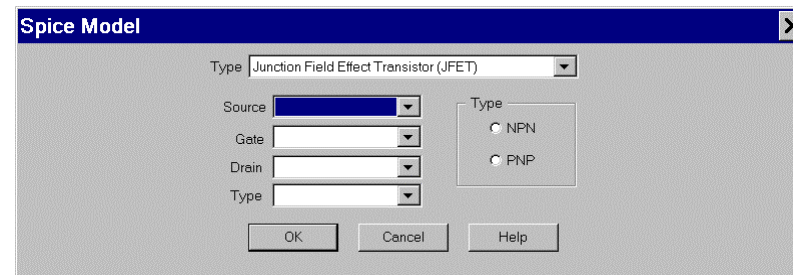 Spice Model
Type Junction Field Effect Transistor (JFET)
Source
Gate
Drain
Type
Type
NPN
PNP
OK Cancel Help